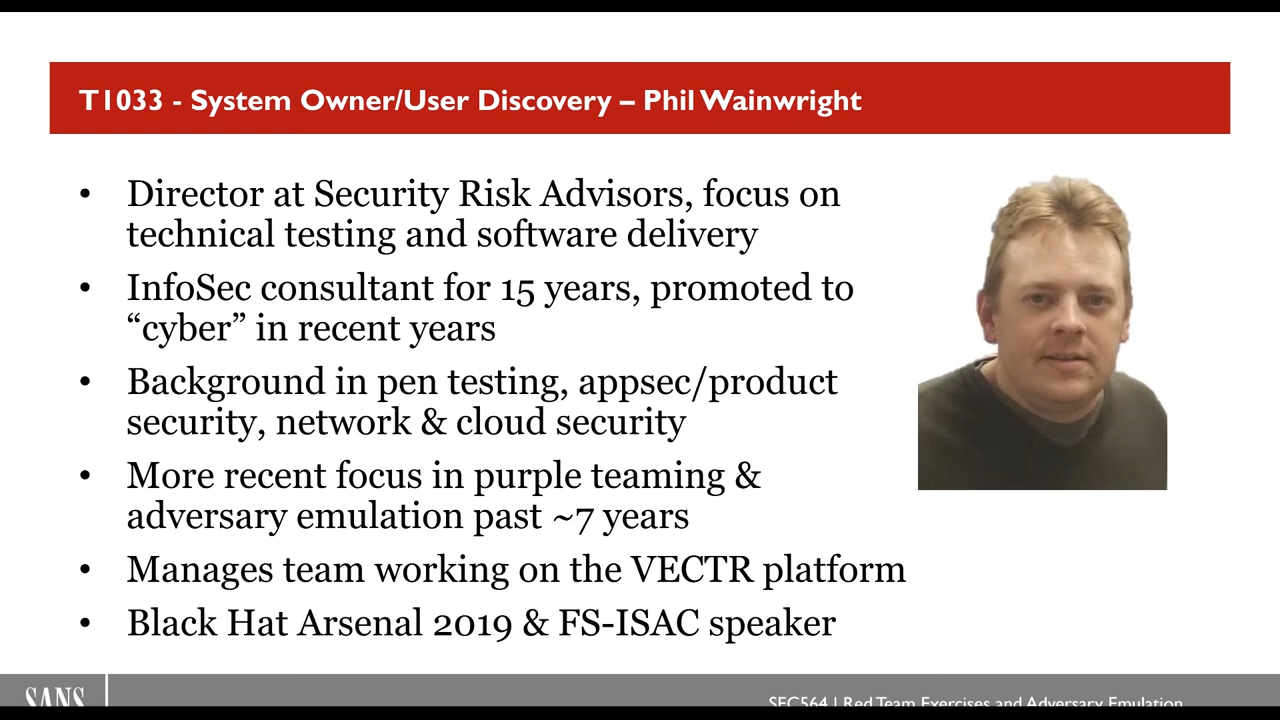 T1033 - System Owner/User Discovery – Phil Wainwright
• Director at Security Risk Advisors, focus on
technical testing and software delivery
• InfoSec consultant for 15 years, promoted to
“cyber” in recent years
• Background in pen testing, appsec/product
security, network & cloud security
• More recent focus in purple teaming &
adversary emulation past ~7 years
• Manages team working on the VECTR platform
• Black Hat Arsenal 2019 & FS-ISAC speaker
SANS
SEC564 | Red Team Exercises and Adversary Emulation